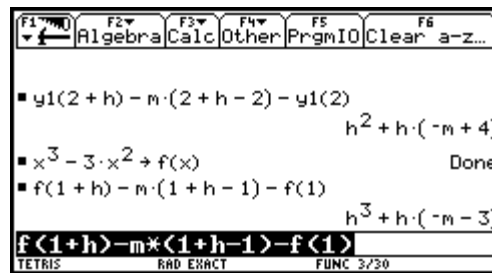 F1 F2 F3 F4 F5 F6
Algebra Calc Other PrgmIO Clear a-z…
y1(2 + h) - m·(2 + h - 2) - y1(2)
h² + h·(-m + 4)
x³ - 3·x² → f(x) Done
f(1 + h) - m·(1 + h - 1) - f(1)
h³ + h·(-m - 3)
f(1+h)-m*(1+h-1)-f(1)
TETRIS RAD EXACT FUNC 3/30